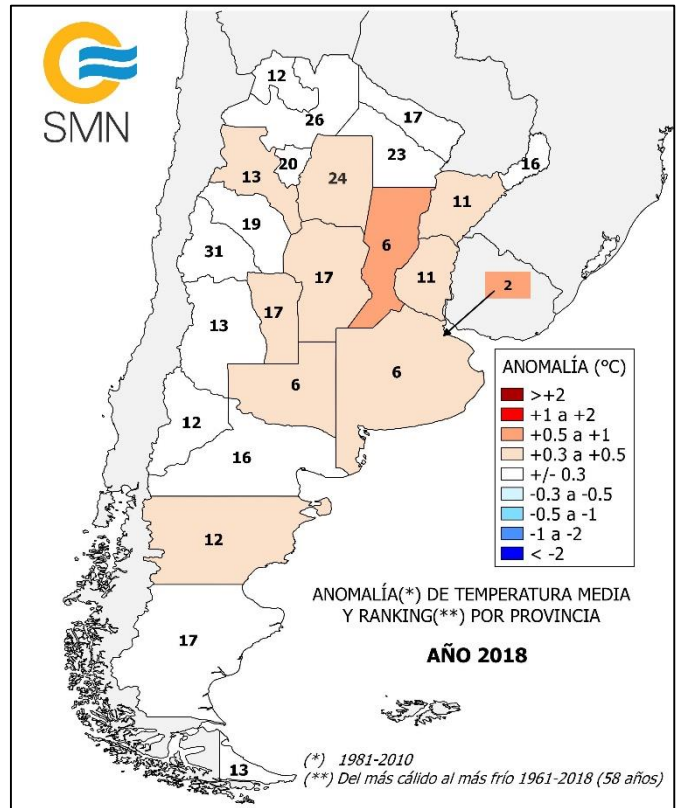 SMN
12
26
17
20
23
16
13
24
11
19
6
31
17
11
2
17
13
6
6
12
16
12
17
13
ANOMALÍA (°C)
>+2
+1 a +2
+0.5 a +1
+0.3 a +0.5
+/- 0.3
-0.3 a -0.5
-0.5 a -1
-1 a -2
< -2
ANOMALÍA(*) DE TEMPERATURA MEDIA
Y RANKING(**) POR PROVINCIA
AÑO 2018
(*) 1981-2010
(**) Del más cálido al más frío 1961-2018 (58 años)